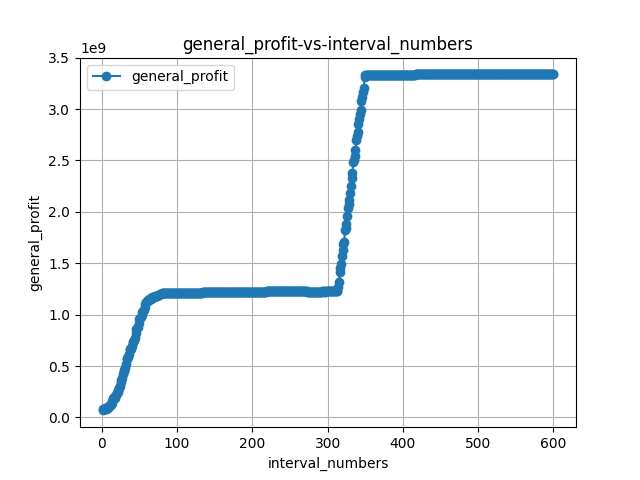 general_profit-vs-interval_numbers
1e9
general_profit
3.5
3.0
2.5
2.0
1.5
1.0
0.5
0.0
general_profit
0 100 200 300 400 500 600
interval_numbers